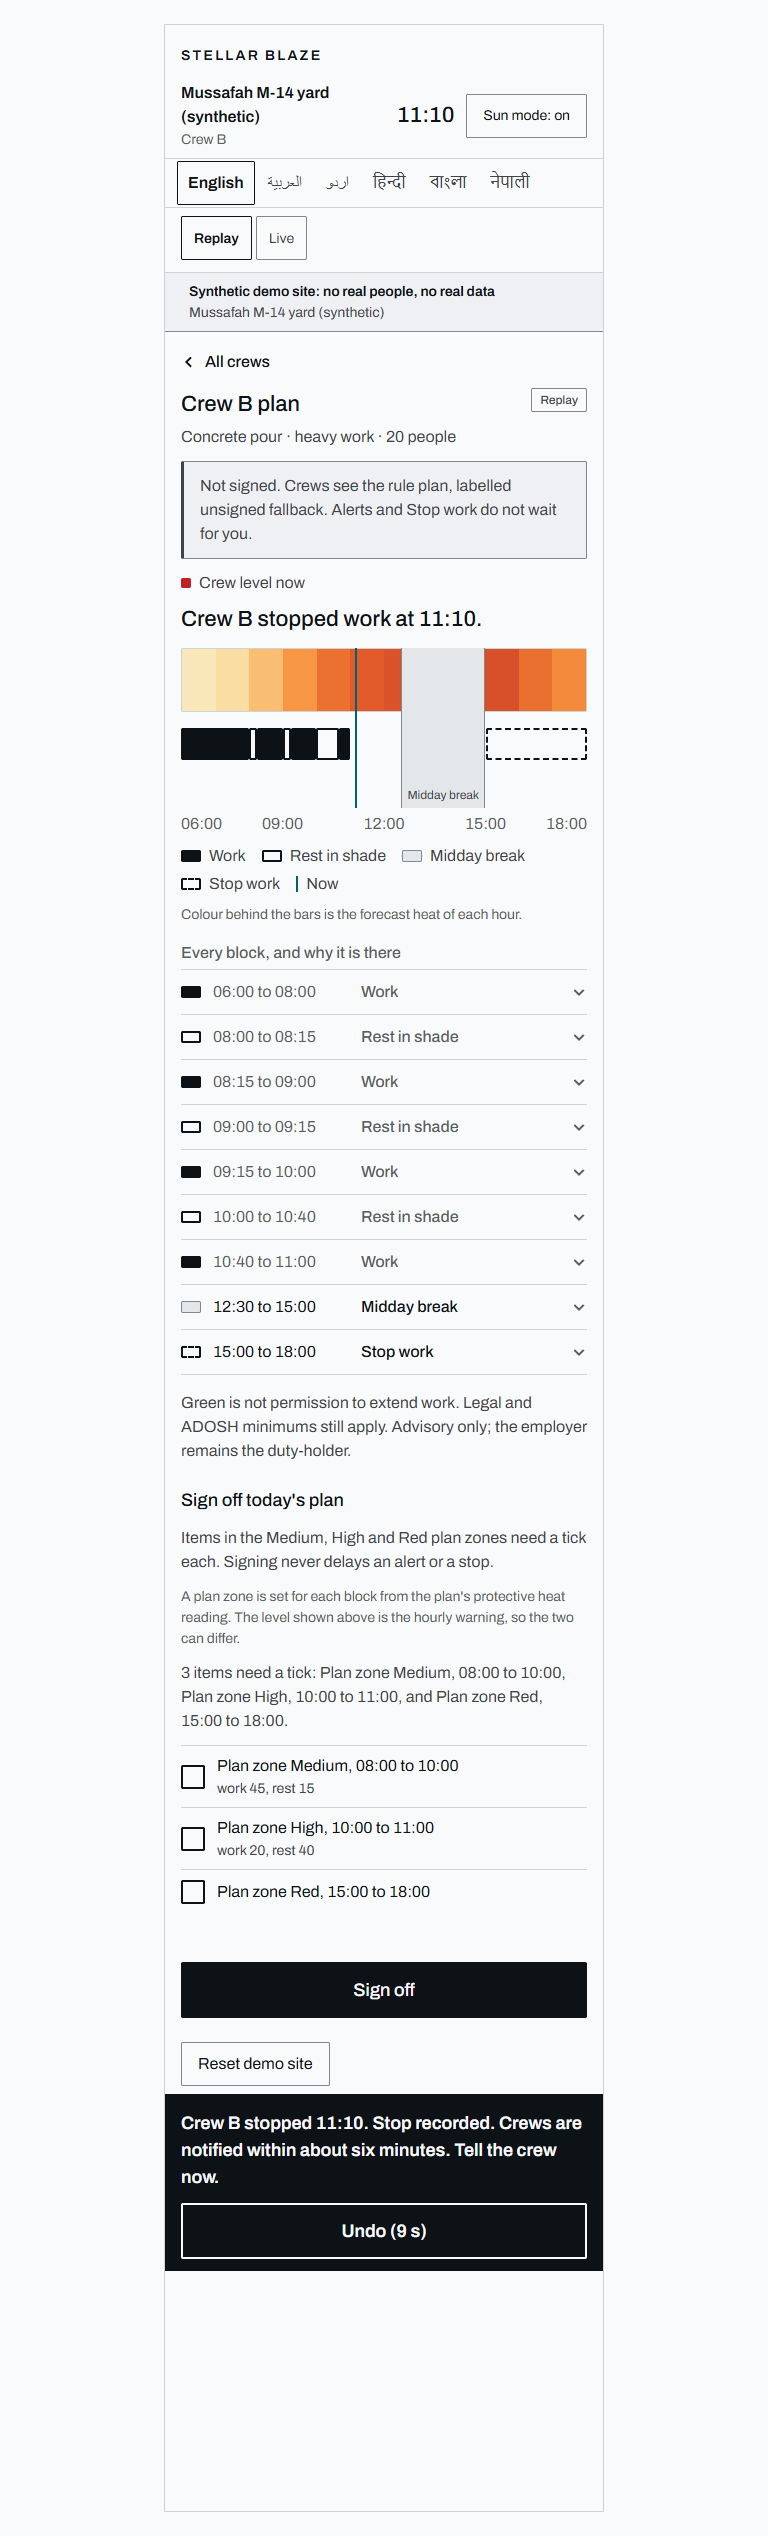 STELLAR BLAZE
Mussafah M-14 yard
(synthetic)
Crew B
11:10
Sun mode: on
English
العربية
اردو
हिन्दी
বাংলা
नेपाली
Replay
Live
Synthetic demo site: no real people, no real data
Mussafah M-14 yard (synthetic)
All crews
Crew B plan
Replay
Concrete pour · heavy work · 20 people
Not signed. Crews see the rule plan, labelled
unsigned fallback. Alerts and Stop work do not wait
for you.
Crew level now
Crew B stopped work at 11:10.
Midday break
06:00 09:00 12:00 15:00 18:00
Work Rest in shade Midday break
Stop work Now
Colour behind the bars is the forecast heat of each hour.
Every block, and why it is there
06:00 to 08:00 Work
08:00 to 08:15 Rest in shade
08:15 to 09:00 Work
09:00 to 09:15 Rest in shade
09:15 to 10:00 Work
10:00 to 10:40 Rest in shade
10:40 to 11:00 Work
12:30 to 15:00 Midday break
15:00 to 18:00 Stop work
Green is not permission to extend work. Legal and
ADOSH minimums still apply. Advisory only; the employer
remains the duty-holder.
Sign off today's plan
Items in the Medium, High and Red plan zones need a tick
each. Signing never delays an alert or a stop.
A plan zone is set for each block from the plan's protective heat
reading. The level shown above is the hourly warning, so the two
can differ.
3 items need a tick: Plan zone Medium, 08:00 to 10:00,
Plan zone High, 10:00 to 11:00, and Plan zone Red,
15:00 to 18:00.
Plan zone Medium, 08:00 to 10:00
work 45, rest 15
Plan zone High, 10:00 to 11:00
work 20, rest 40
Plan zone Red, 15:00 to 18:00
Sign off
Reset demo site
Crew B stopped 11:10. Stop recorded. Crews are
notified within about six minutes. Tell the crew
now.
Undo (9 s)